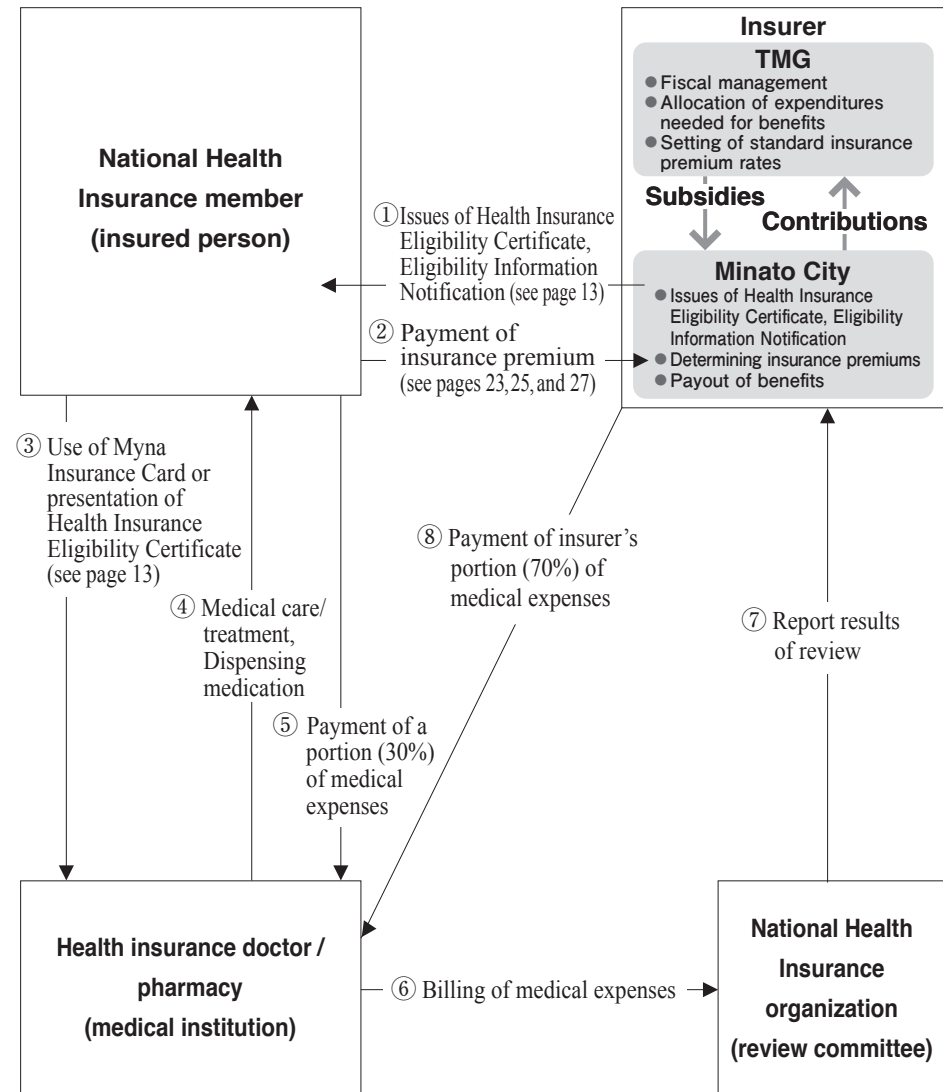 National Health
Insurance member
(insured person)
Insurer
TMG
● Fiscal management
● Allocation of expenditures
needed for benefits
● Setting of standard insurance
premium rates
Subsidies
Contributions
Minato City
● Issues of Health Insurance
Eligibility Certificate, Eligibility
Information Notification
● Determining insurance premiums
● Payout of benefits
① Issues of Health Insurance
Eligibility Certificate,
Eligibility Information
Notification (see page 13)
② Payment of
insurance premium
(see pages 23, 25, and 27)
③ Use of Myna
Insurance Card or
presentation of
Health Insurance
Eligibility Certificate
(see page 13)
④ Medical care/
treatment,
Dispensing
medication
⑤ Payment of a
portion (30%)
of medical
expenses
⑧ Payment of insurer's
portion (70%) of
medical expenses
⑦ Report results
of review
Health insurance doctor /
pharmacy
(medical institution)
⑥ Billing of medical expenses
National Health
Insurance
organization
(review committee)